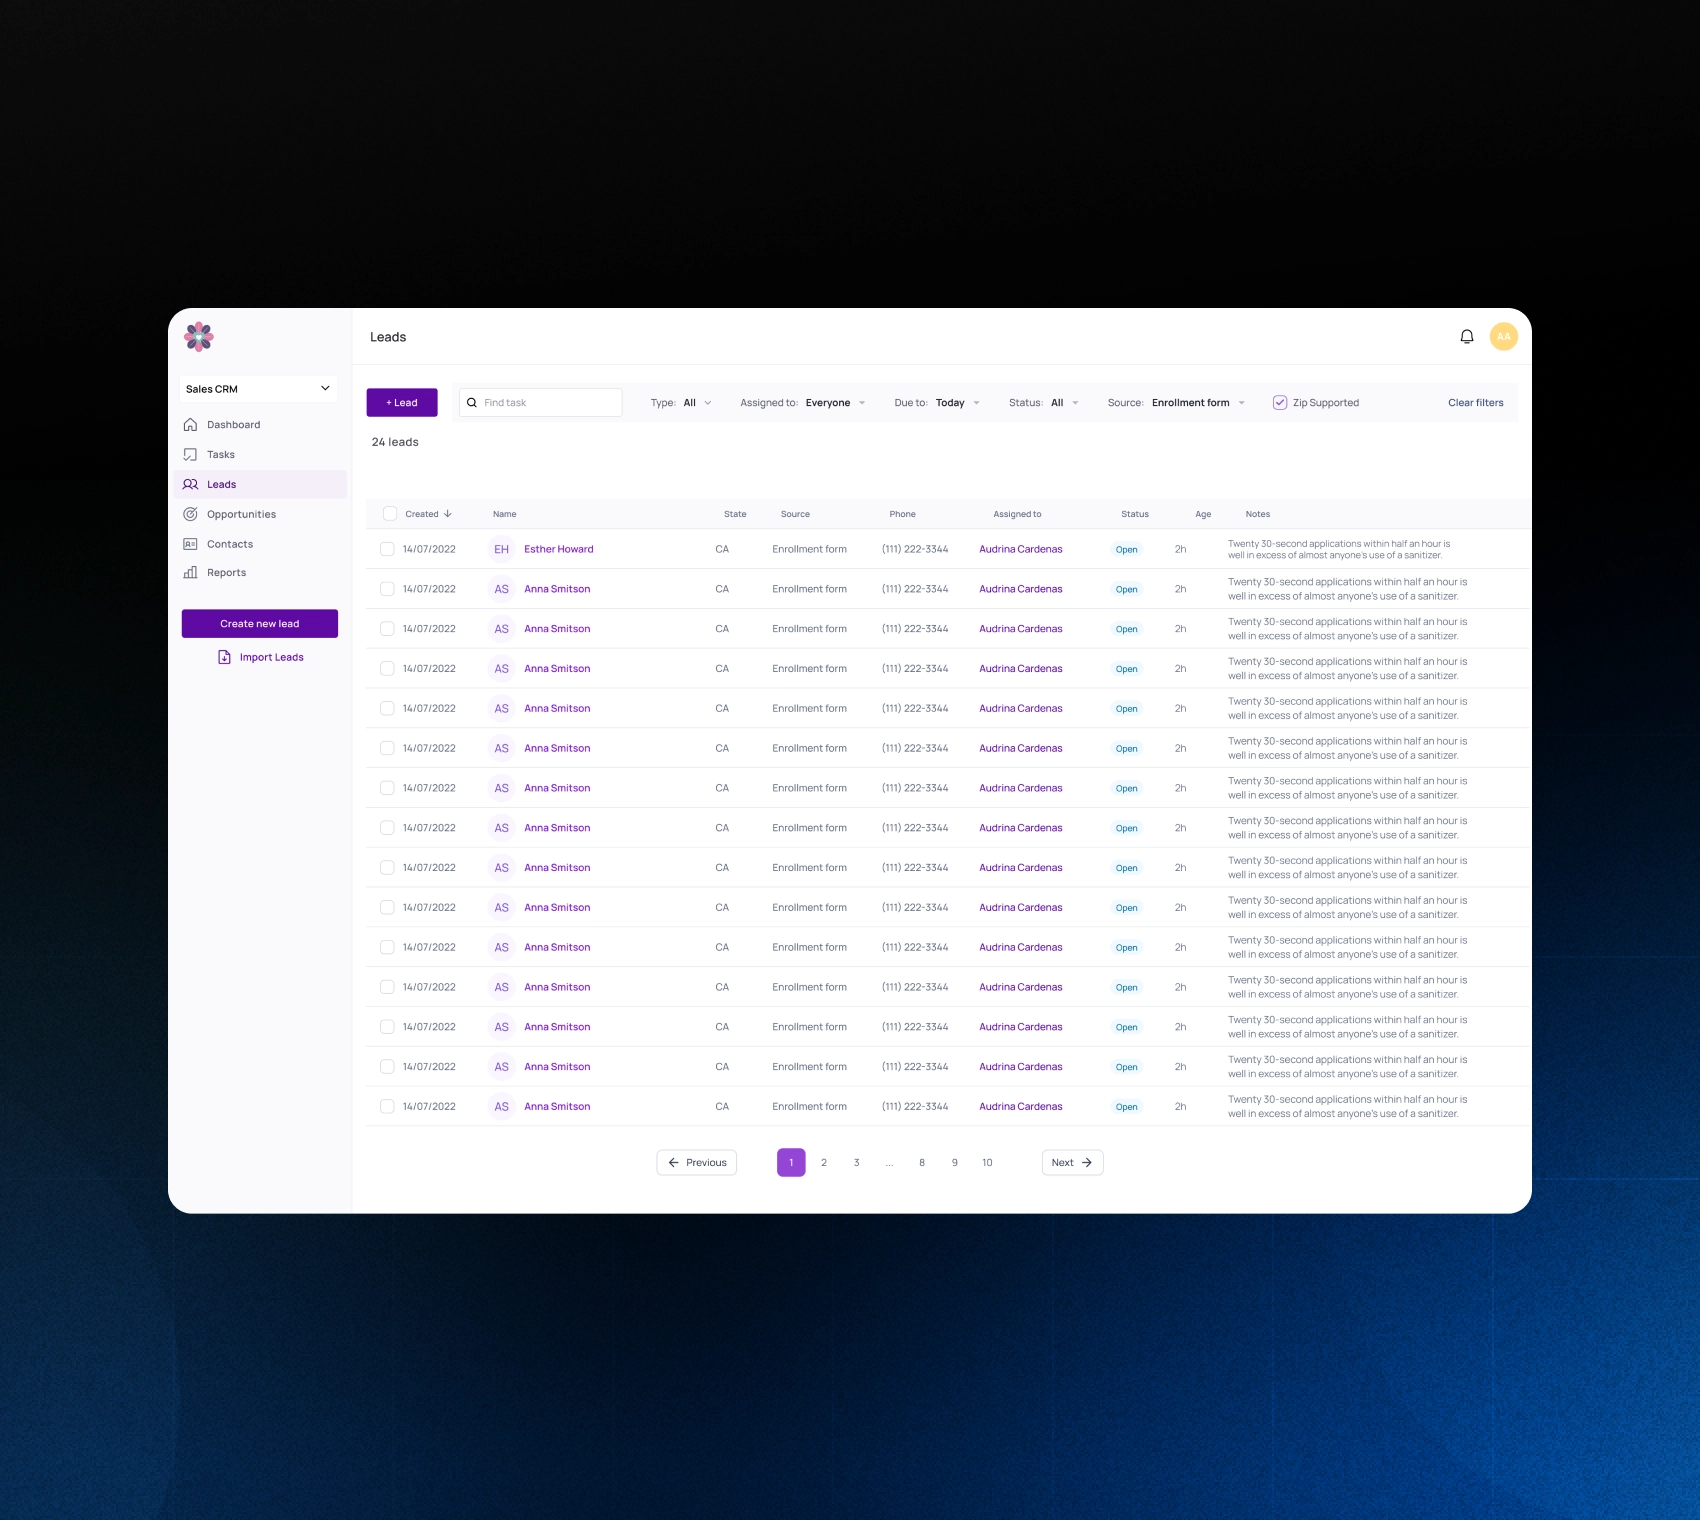 Leads
AA
Sales CRM
Dashboard
Tasks
Leads
Opportunities
Contacts
Reports
Create new lead
Import Leads
+ Lead
Find task
Type: All
Assigned to: Everyone
Due to: Today
Status: All
Source: Enrollment form
Zip Supported
Clear filters
24 leads
Created Name State Source Phone Assigned to Status Age Notes
14/07/2022 EH Esther Howard CA Enrollment form (111) 222-3344 Audrina Cardenas Open 2h Twenty 30-second applications within half an hour is
well in excess of almost anyone's use of a sanitizer.
14/07/2022 AS Anna Smitson CA Enrollment form (111) 222-3344 Audrina Cardenas Open 2h Twenty 30-second applications within half an hour is
well in excess of almost anyone's use of a sanitizer.
14/07/2022 AS Anna Smitson CA Enrollment form (111) 222-3344 Audrina Cardenas Open 2h Twenty 30-second applications within half an hour is
well in excess of almost anyone's use of a sanitizer.
14/07/2022 AS Anna Smitson CA Enrollment form (111) 222-3344 Audrina Cardenas Open 2h Twenty 30-second applications within half an hour is
well in excess of almost anyone's use of a sanitizer.
14/07/2022 AS Anna Smitson CA Enrollment form (111) 222-3344 Audrina Cardenas Open 2h Twenty 30-second applications within half an hour is
well in excess of almost anyone's use of a sanitizer.
14/07/2022 AS Anna Smitson CA Enrollment form (111) 222-3344 Audrina Cardenas Open 2h Twenty 30-second applications within half an hour is
well in excess of almost anyone's use of a sanitizer.
14/07/2022 AS Anna Smitson CA Enrollment form (111) 222-3344 Audrina Cardenas Open 2h Twenty 30-second applications within half an hour is
well in excess of almost anyone's use of a sanitizer.
14/07/2022 AS Anna Smitson CA Enrollment form (111) 222-3344 Audrina Cardenas Open 2h Twenty 30-second applications within half an hour is
well in excess of almost anyone's use of a sanitizer.
14/07/2022 AS Anna Smitson CA Enrollment form (111) 222-3344 Audrina Cardenas Open 2h Twenty 30-second applications within half an hour is
well in excess of almost anyone's use of a sanitizer.
14/07/2022 AS Anna Smitson CA Enrollment form (111) 222-3344 Audrina Cardenas Open 2h Twenty 30-second applications within half an hour is
well in excess of almost anyone's use of a sanitizer.
14/07/2022 AS Anna Smitson CA Enrollment form (111) 222-3344 Audrina Cardenas Open 2h Twenty 30-second applications within half an hour is
well in excess of almost anyone's use of a sanitizer.
14/07/2022 AS Anna Smitson CA Enrollment form (111) 222-3344 Audrina Cardenas Open 2h Twenty 30-second applications within half an hour is
well in excess of almost anyone's use of a sanitizer.
14/07/2022 AS Anna Smitson CA Enrollment form (111) 222-3344 Audrina Cardenas Open 2h Twenty 30-second applications within half an hour is
well in excess of almost anyone's use of a sanitizer.
14/07/2022 AS Anna Smitson CA Enrollment form (111) 222-3344 Audrina Cardenas Open 2h Twenty 30-second applications within half an hour is
well in excess of almost anyone's use of a sanitizer.
14/07/2022 AS Anna Smitson CA Enrollment form (111) 222-3344 Audrina Cardenas Open 2h Twenty 30-second applications within half an hour is
well in excess of almost anyone's use of a sanitizer.
Previous 1 2 3 ... 8 9 10 Next